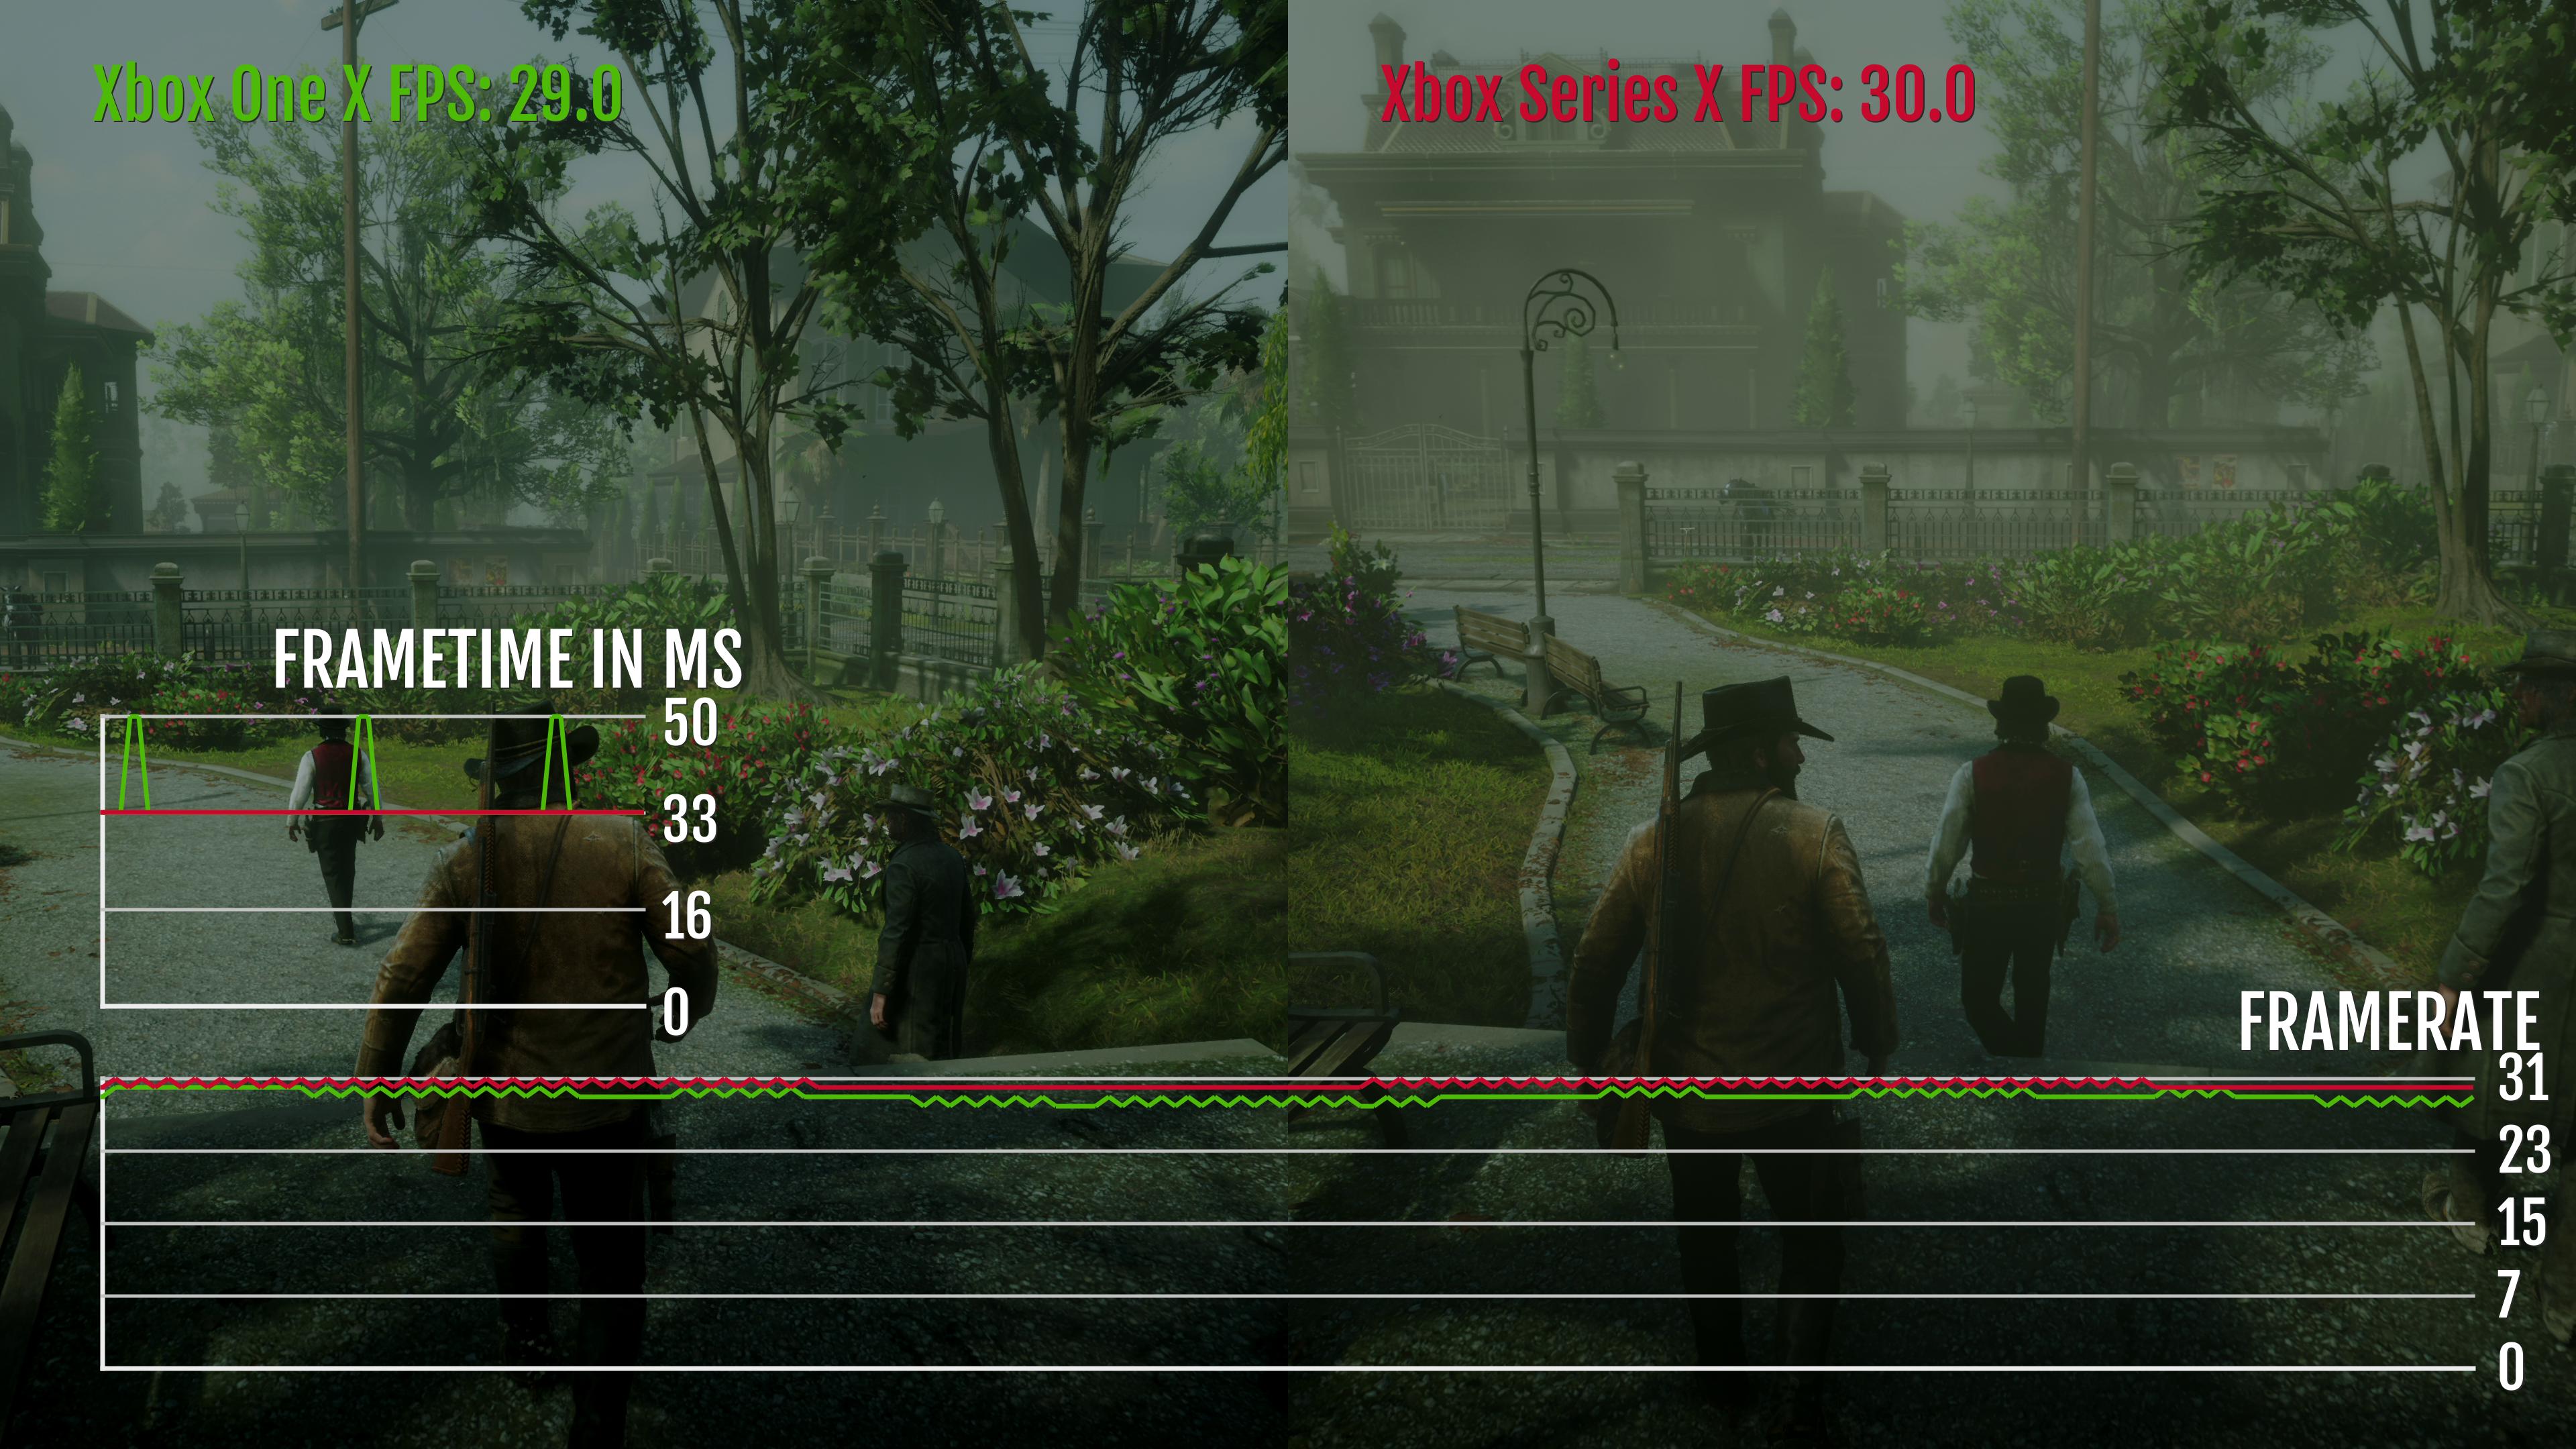 Xbox One X FPS: 29.0
Xbox Series X FPS: 30.0
FRAMETIME IN MS
50
33
16
0
FRAMERATE
31
23
15
7
0